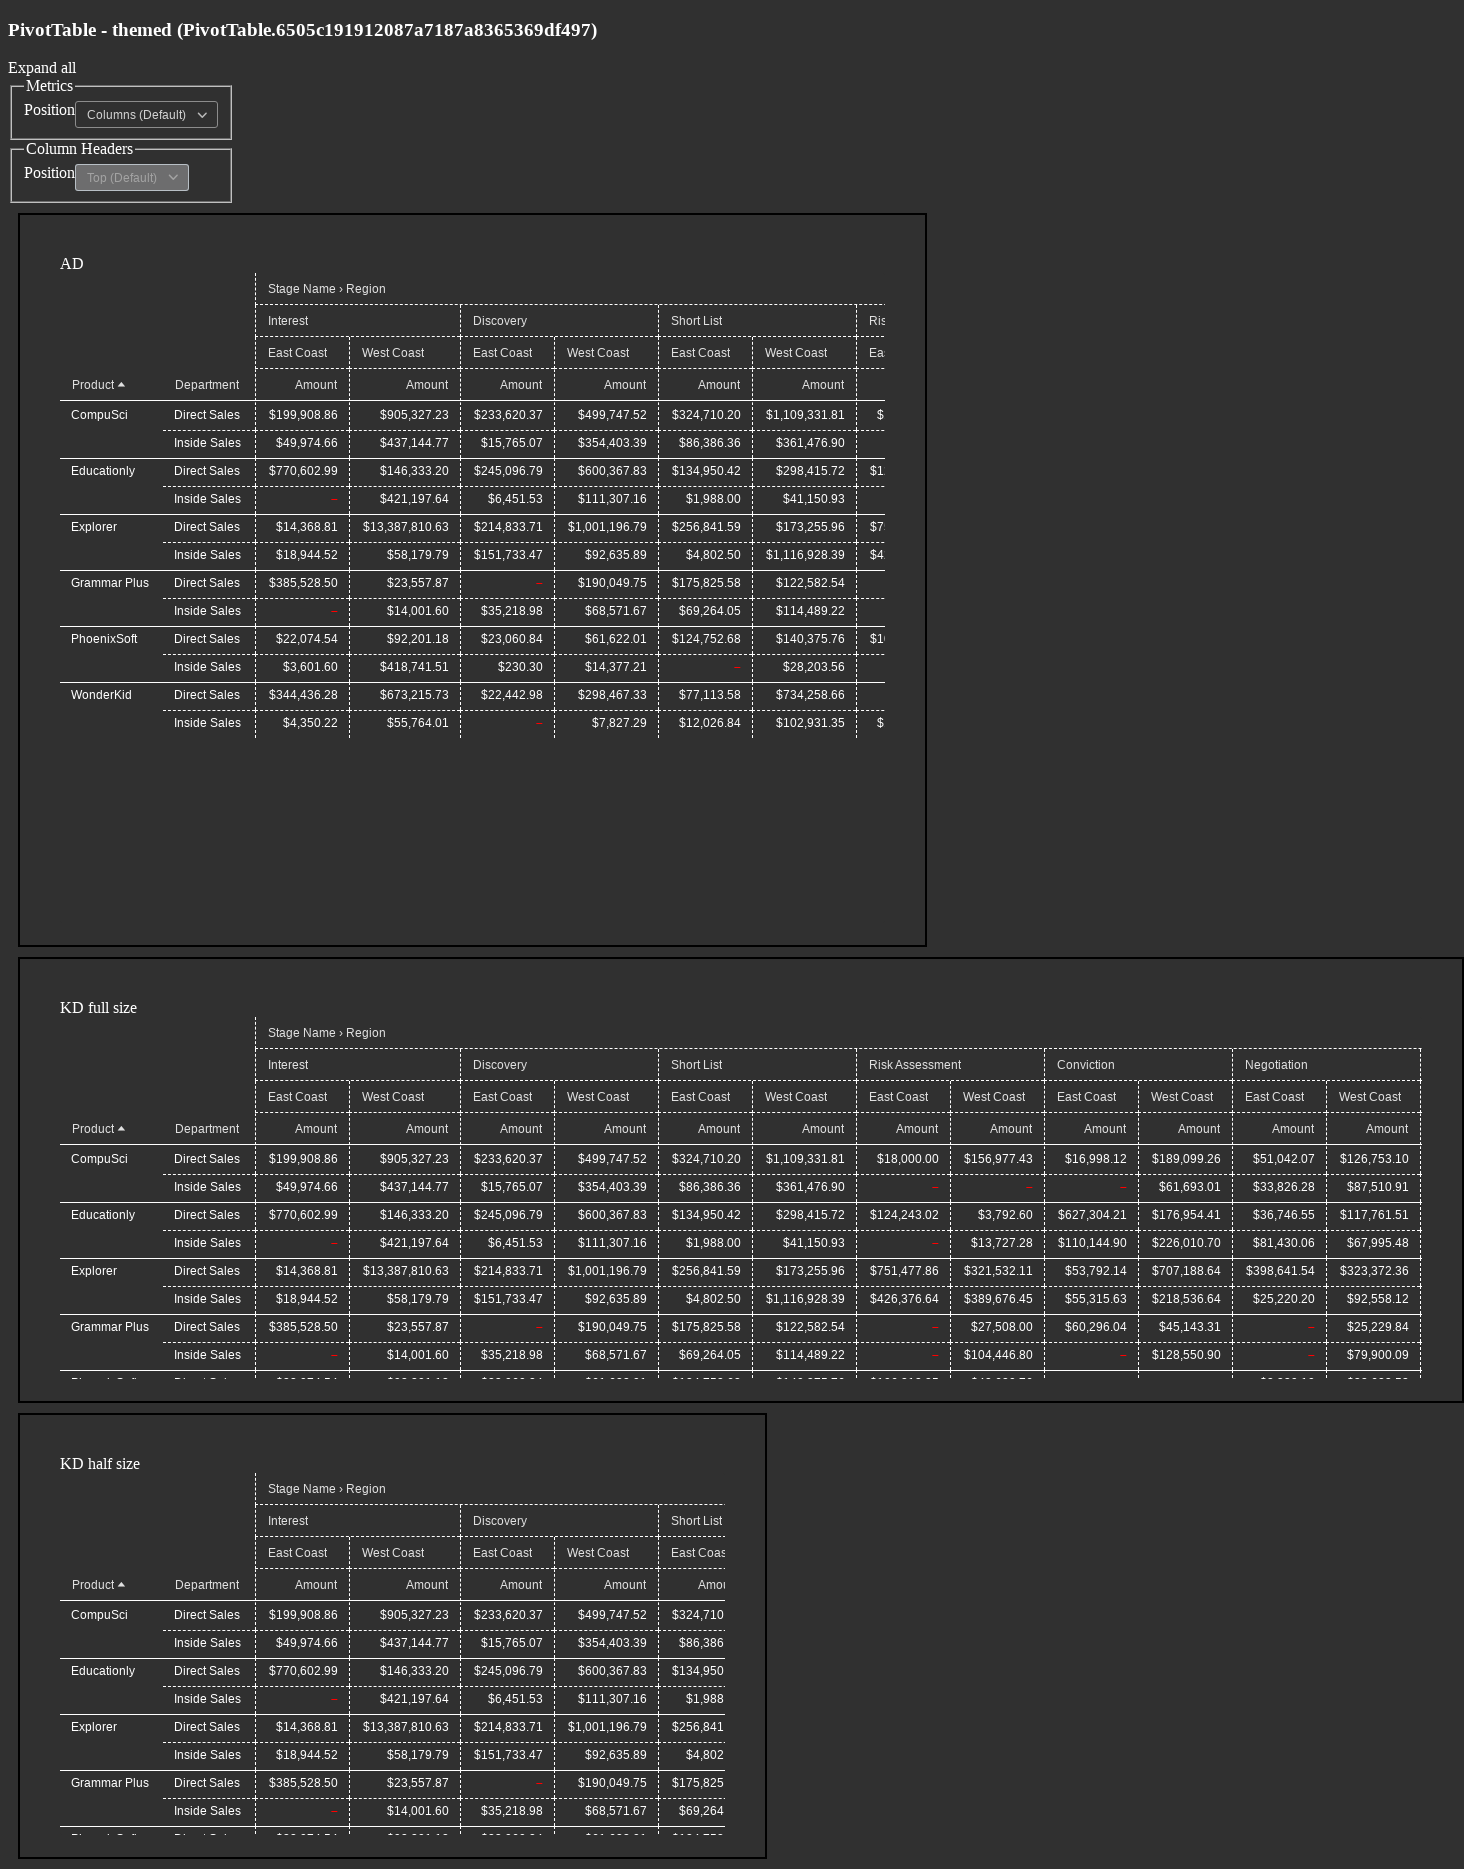 PivotTable - themed (PivotTable.6505c191912087a7187a8365369df497)
Expand all
Metrics
Position Columns (Default)
Column Headers
Position Top (Default)
AD
Stage Name › Region
Interest Discovery Short List
East Coast West Coast East Coast West Coast East Coast West Coast
Product Department Amount Amount Amount Amount Amount Amount
CompuSci Direct Sales $199,908.86 $905,327.23 $233,620.37 $499,747.52 $324,710.20 $1,109,331.81
Inside Sales $49,974.66 $437,144.77 $15,765.07 $354,403.39 $86,386.36 $361,476.90
Educationly Direct Sales $770,602.99 $146,333.20 $245,096.79 $600,367.83 $134,950.42 $298,415.72
Inside Sales – $421,197.64 $6,451.53 $111,307.16 $1,988.00 $41,150.93
Explorer Direct Sales $14,368.81 $13,387,810.63 $214,833.71 $1,001,196.79 $256,841.59 $173,255.96
Inside Sales $18,944.52 $58,179.79 $151,733.47 $92,635.89 $4,802.50 $1,116,928.39
Grammar Plus Direct Sales $385,528.50 $23,557.87 – $190,049.75 $175,825.58 $122,582.54
Inside Sales – $14,001.60 $35,218.98 $68,571.67 $69,264.05 $114,489.22
PhoenixSoft Direct Sales $22,074.54 $92,201.18 $23,060.84 $61,622.01 $124,752.68 $140,375.76
Inside Sales $3,601.60 $418,741.51 $230.30 $14,377.21 – $28,203.56
WonderKid Direct Sales $344,436.28 $673,215.73 $22,442.98 $298,467.33 $77,113.58 $734,258.66
Inside Sales $4,350.22 $55,764.01 – $7,827.29 $12,026.84 $102,931.35
KD full size
Stage Name › Region
Interest Discovery Short List Risk Assessment Conviction Negotiation
East Coast West Coast East Coast West Coast East Coast West Coast East Coast West Coast East Coast West Coast East Coast West Coast
Product Department Amount Amount Amount Amount Amount Amount Amount Amount Amount Amount Amount Amount
CompuSci Direct Sales $199,908.86 $905,327.23 $233,620.37 $499,747.52 $324,710.20 $1,109,331.81 $18,000.00 $156,977.43 $16,998.12 $189,099.26 $51,042.07 $126,753.10
Inside Sales $49,974.66 $437,144.77 $15,765.07 $354,403.39 $86,386.36 $361,476.90 – – – $61,693.01 $33,826.28 $87,510.91
Educationly Direct Sales $770,602.99 $146,333.20 $245,096.79 $600,367.83 $134,950.42 $298,415.72 $124,243.02 $3,792.60 $627,304.21 $176,954.41 $36,746.55 $117,761.51
Inside Sales – $421,197.64 $6,451.53 $111,307.16 $1,988.00 $41,150.93 – $13,727.28 $110,144.90 $226,010.70 $81,430.06 $67,995.48
Explorer Direct Sales $14,368.81 $13,387,810.63 $214,833.71 $1,001,196.79 $256,841.59 $173,255.96 $751,477.86 $321,532.11 $53,792.14 $707,188.64 $398,641.54 $323,372.36
Inside Sales $18,944.52 $58,179.79 $151,733.47 $92,635.89 $4,802.50 $1,116,928.39 $426,376.64 $389,676.45 $55,315.63 $218,536.64 $25,220.20 $92,558.12
Grammar Plus Direct Sales $385,528.50 $23,557.87 – $190,049.75 $175,825.58 $122,582.54 – $27,508.00 $60,296.04 $45,143.31 – $25,229.84
Inside Sales – $14,001.60 $35,218.98 $68,571.67 $69,264.05 $114,489.22 – $104,446.80 – $128,550.90 – $79,900.09
KD half size
Stage Name › Region
Interest Discovery Short List
East Coast West Coast East Coast West Coast East
Product Department Amount Amount Amount Amount
CompuSci Direct Sales $199,908.86 $905,327.23 $233,620.37 $499,747.52 $324,710
Inside Sales $49,974.66 $437,144.77 $15,765.07 $354,403.39 $86,386
Educationly Direct Sales $770,602.99 $146,333.20 $245,096.79 $600,367.83 $134,950
Inside Sales – $421,197.64 $6,451.53 $111,307.16 $1,988
Explorer Direct Sales $14,368.81 $13,387,810.63 $214,833.71 $1,001,196.79 $256,841
Inside Sales $18,944.52 $58,179.79 $151,733.47 $92,635.89 $4,802
Grammar Plus Direct Sales $385,528.50 $23,557.87 – $190,049.75 $175,825
Inside Sales – $14,001.60 $35,218.98 $68,571.67 $69,264